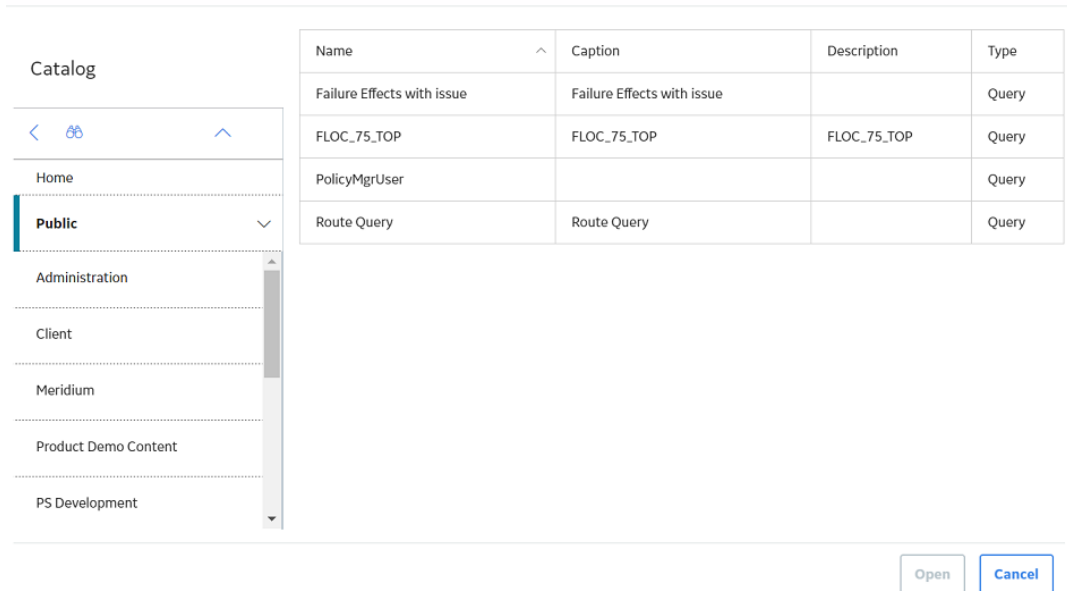 Catalog
Home
Public
Administration
Client
Meridium
Product Demo Content
PS Development
Name Caption Description Type
Failure Effects with issue Failure Effects with issue Query
FLOC_75_TOP FLOC_75_TOP FLOC_75_TOP Query
PolicyMgrUser Query
Route Query Route Query Query
Open Cancel